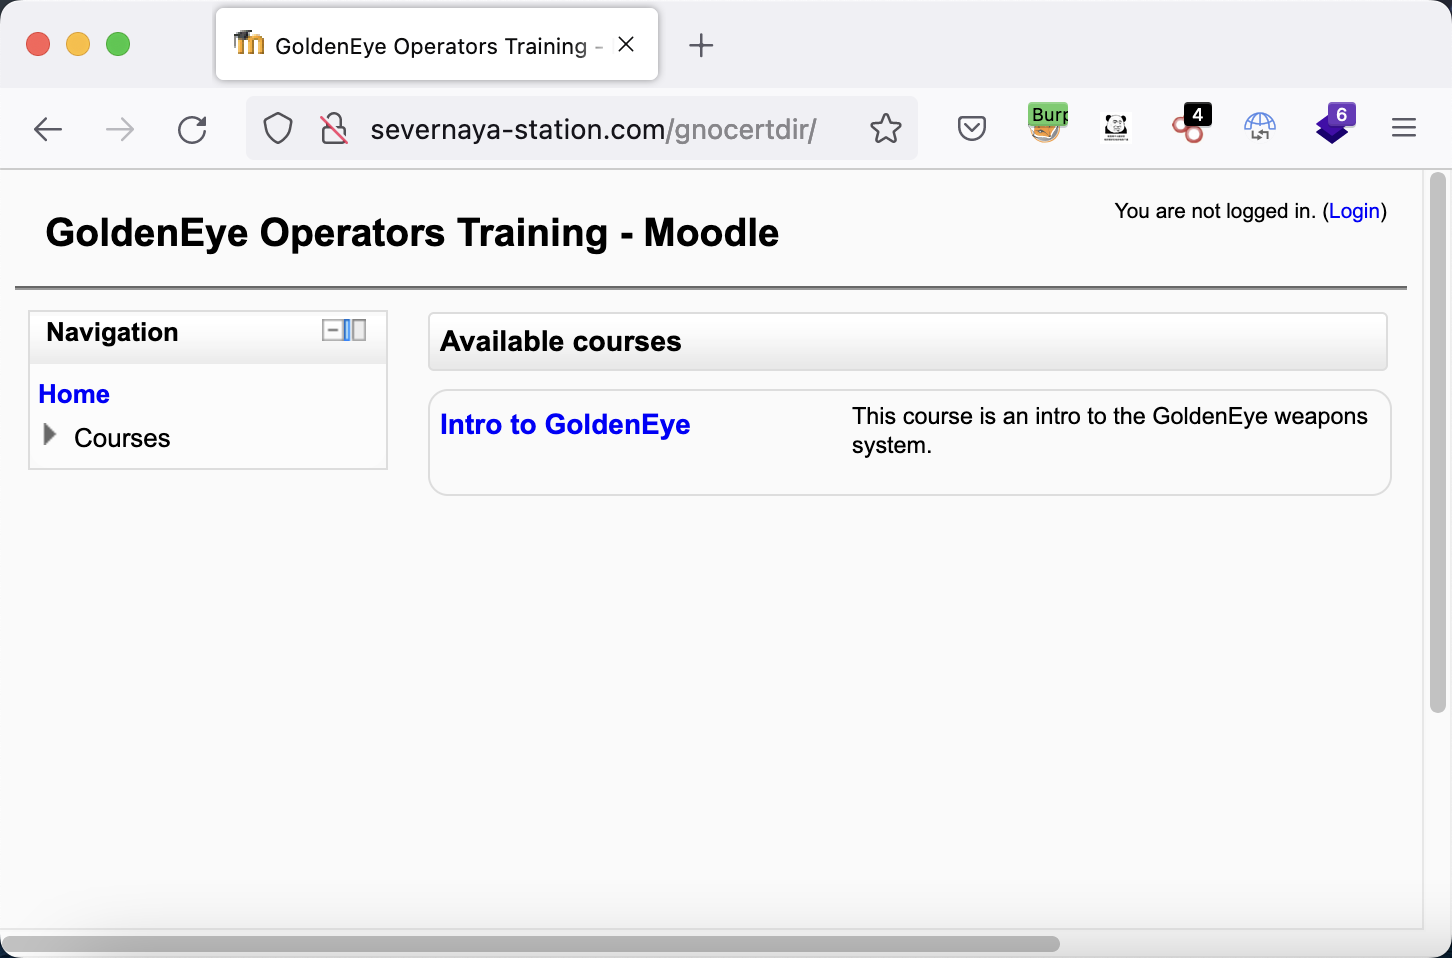 GoldenEye Operators Training -
severnaya-station.com/gnocertdir/
Burp
4
6
GoldenEye Operators Training - Moodle
You are not logged in. (Login)
Navigation
Home
Courses
Available courses
Intro to GoldenEye
This course is an intro to the GoldenEye weapons
system.